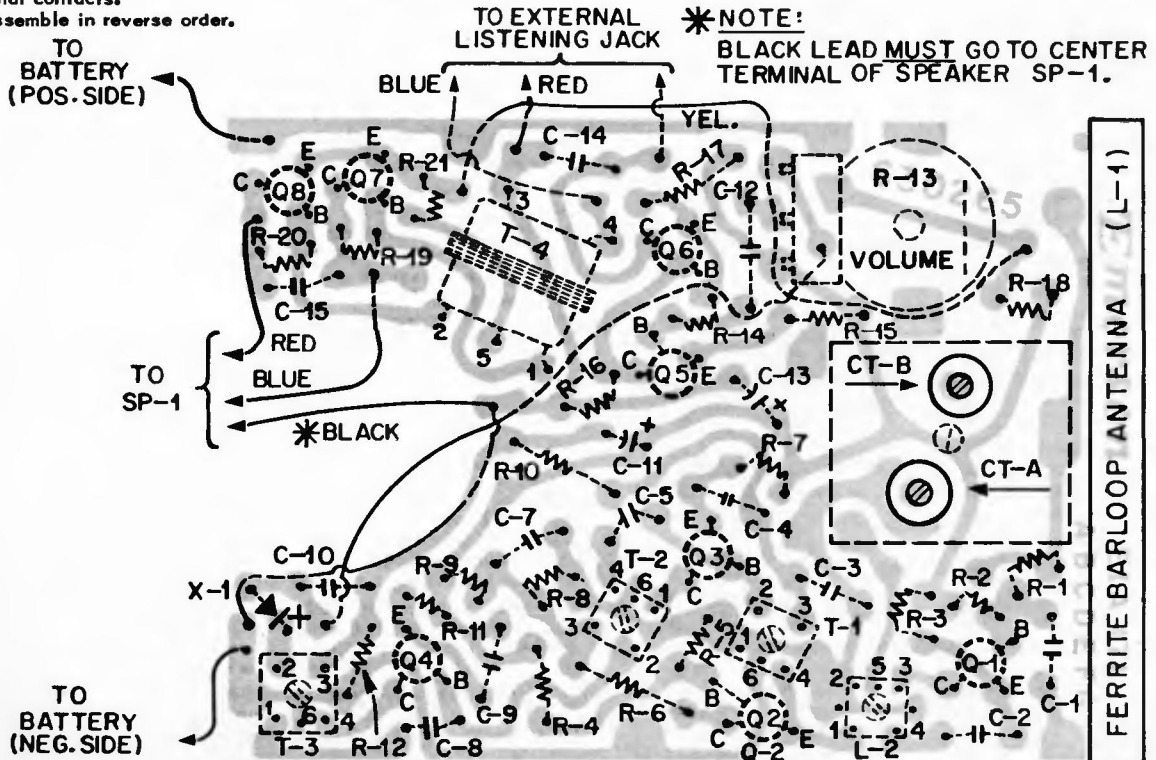 ssemble in reverse order.
TO EXTERNAL
LISTENING JACK
✱ NOTE:
BLACK LEAD MUST GO TO CENTER
TERMINAL OF SPEAKER SP-1.
TO
BATTERY
(POS. SIDE)
BLUE
RED
YEL.
C-14
R-17
C-12
R-13
VOLUME
R-18
E
C
Q8
B
E
C
Q7
B
R-21
3
4
T-4
2
5
1
R-20
R-19
C-15
C
E
Q6
B
R-14
R-15
B
C
Q5
E
R-16
C-13
+
TO
SP-1
RED
BLUE
✱BLACK
C-11
+
R-10
R-7
C-5
C-4
C-7
CT-B
CT-A
FERRITE BARLOOP ANTENNA (L-1)
C-10
X-1
+
R-9
R-11
R-8
T-2
4
6
1
3
2
E
Q3
B
C
C-3
R-3
R-2
R-1
2
3
1
T-1
6
4
R-5
B
Q-1
C
E
C-1
E
Q4
B
C
R-12
C-8
C-9
R-4
R-6
B
Q2
C
E
Q-2
5
3
2
1
4
L-2
C-2
2
3
1
6
4
T-3
TO
BATTERY
(NEG. SIDE)